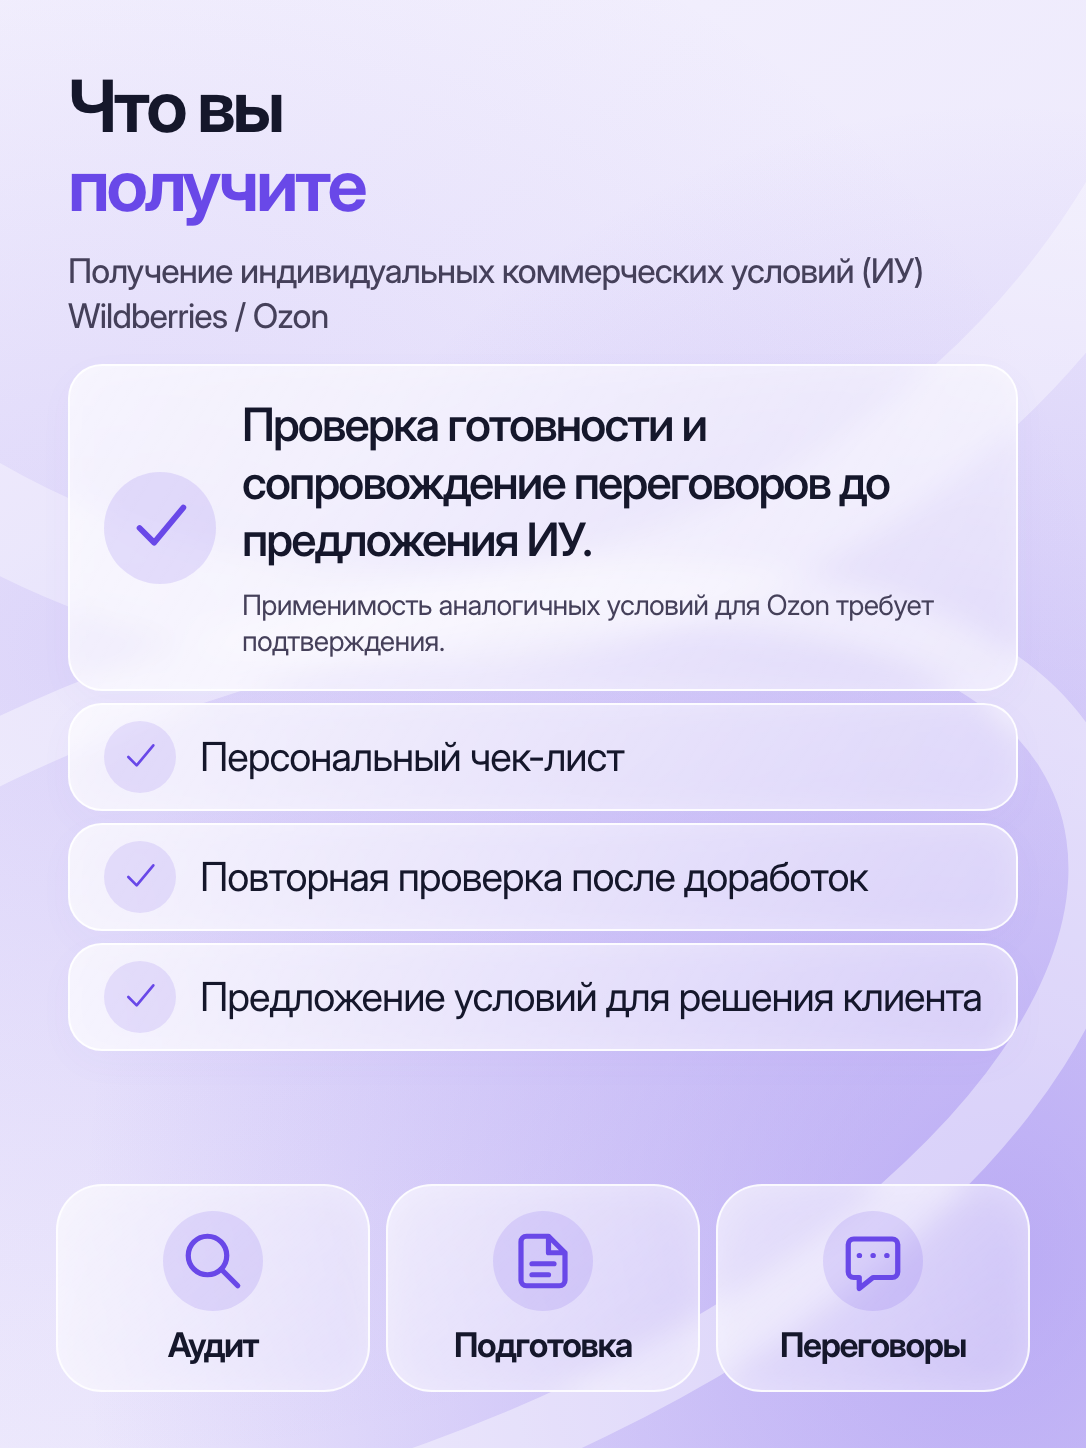 Что вы
получите
Получение индивидуальных коммерческих условий (ИУ)
Wildberries / Ozon
Проверка готовности и
сопровождение переговоров до
предложения ИУ.
Применимость аналогичных условий для Ozon требует
подтверждения.
Персональный чек-лист
Повторная проверка после доработок
Предложение условий для решения клиента
Аудит
Подготовка
Переговоры